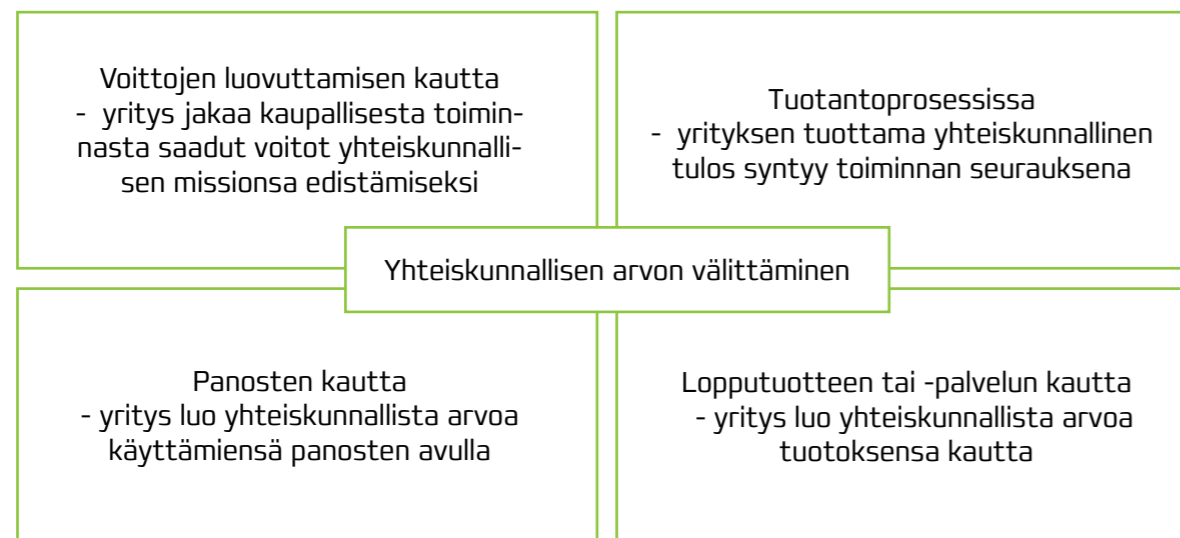 Voittojen luovuttamisen kautta
- yritys jakaa kaupallisesta toimin-
nasta saadut voitot yhteiskunnalli-
sen missionsa edistämiseksi
Tuotantoprosessissa
- yrityksen tuottama yhteiskunnallinen
tulos syntyy toiminnan seurauksena
Yhteiskunnallisen arvon välittäminen
Panosten kautta
- yritys luo yhteiskunnallista arvoa
käyttämiensä panosten avulla
Lopputuotteen tai -palvelun kautta
- yritys luo yhteiskunnallista arvoa
tuotoksensa kautta